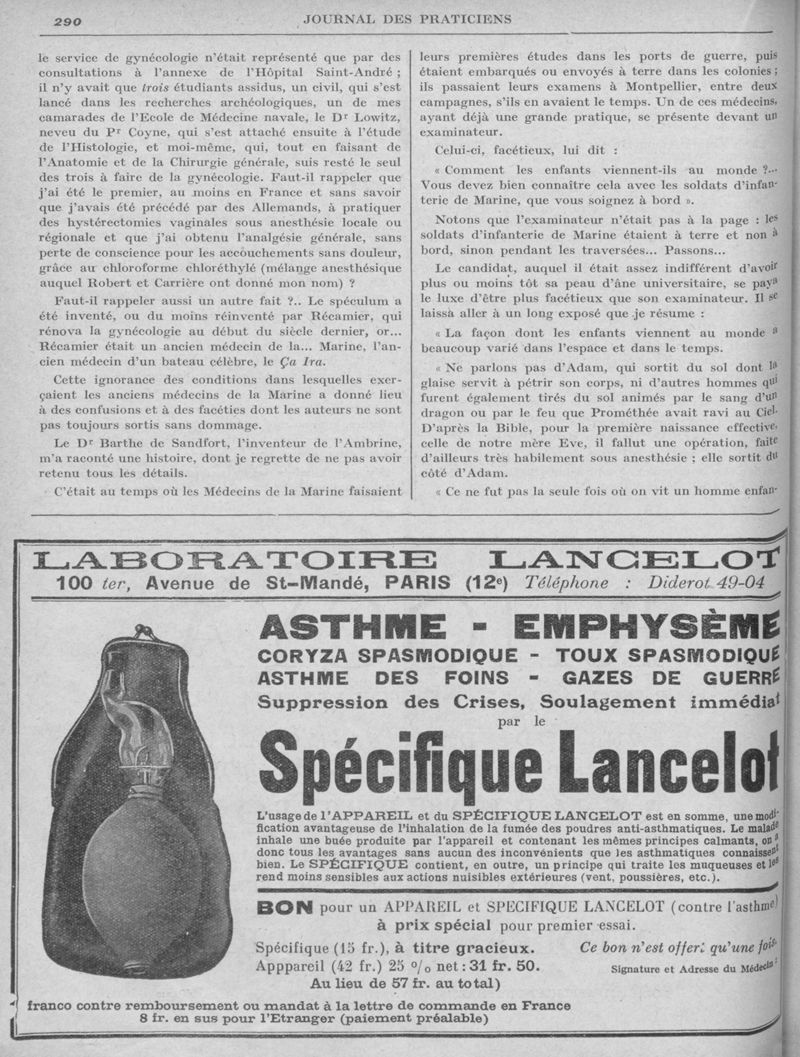 290
JOURNAL DES PRATICIENS
le service de gynécologie n'était représenté que par des
consultations à l'annexe de l'Hôpital Saint-André ;
il n'y avait que trois étudiants assidus, un civil, qui s'est
lancé dans les recherches archéologiques, un de mes
camarades de l'Ecole de Médecine navale, le Dr Lowitz,
neveu du Pr Coyne, qui s'est attaché ensuite à l'étude
de l'Histologie, et moi-même, qui, tout en faisant de
l'Anatomie et de la Chirurgie générale, suis resté le seul
des trois à faire de la gynécologie. Faut-il rappeler que
j'ai été le premier, au moins en France et sans savoir
que j'avais été précédé par des Allemands, à pratiquer
des hystérectomies vaginales sous anesthésie locale ou
régionale et que j'ai obtenu l'analgésie générale, sans
perte de conscience pour les accouchements sans douleur,
grâce au chloroforme chloréthylé (mélange anesthésique
auquel Robert et Carrière ont donné mon nom) ?
Faut-il rappeler aussi un autre fait ?.. Le spéculum a
été inventé, ou du moins réinventé par Récamier, qui
rénova la gynécologie au début du siècle dernier, or...
Récamier était un ancien médecin de la... Marine, l'an-
cien médecin d'un bateau célèbre, le Ça Ira.
Cette ignorance des conditions dans lesquelles exer-
çaient les anciens médecins de la Marine a donné lieu
à des confusions et à des facéties dont les auteurs ne sont
pas toujours sortis sans dommage.
Le Dr Barthe de Sandfort, l'inventeur de l'Ambrine,
m'a raconté une histoire, dont je regrette de ne pas avoir
retenu tous les détails.
C'était au temps où les Médecins de la Marine faisaient
leurs premières études dans les ports de guerre, puis
étaient embarqués ou envoyés à terre dans les colonies ;
ils passaient leurs examens à Montpellier, entre deux
campagnes, s'ils en avaient le temps. Un de ces médecins,
ayant déjà une grande pratique, se présente devant un
examinateur.
Celui-ci, facétieux, lui dit :
« Comment les enfants viennent-ils au monde ?...
Vous devez bien connaître cela avec les soldats d'infan-
terie de Marine, que vous soignez à bord ».
Notons que l'examinateur n'était pas à la page : les
soldats d'infanterie de Marine étaient à terre et non à
bord, sinon pendant les traversées... Passons...
Le candidat, auquel il était assez indifférent d'avoir
plus ou moins tôt sa peau d'âne universitaire, se paya
le luxe d'être plus facétieux que son examinateur. Il se
laissa aller à un long exposé que je résume :
« La façon dont les enfants viennent au monde a
beaucoup varié dans l'espace et dans le temps.
« Ne parlons pas d'Adam, qui sortit du sol dont la
glaise servit à pétrir son corps, ni d'autres hommes qui
furent également tirés du sol animés par le sang d'un
dragon ou par le feu que Prométhée avait ravi au Ciel.
D'après la Bible, pour la première naissance effective,
celle de notre mère Eve, il fallut une opération, faite
d'ailleurs très habilement sous anesthésie ; elle sortit du
côté d'Adam.
« Ce ne fut pas la seule fois où on vit un homme enfan-
LABORATOIRE LANCELOT
100 ter, Avenue de St-Mandé, PARIS (12e) Téléphone : Diderot 49-04
ASTHME - EMPHYSÈME
CORYZA SPASMODIQUE - TOUX SPASMODIQUE
ASTHME DES FOINS - GAZES DE GUERRE
Suppression des Crises, Soulagement immédiat
par le
Spécifique Lancelot
L'usage de l'APPAREIL et du SPÉCIFIQUE LANCELOT est en somme, une modi-
fication avantageuse de l'inhalation de la fumée des poudres anti-asthmatiques. Le malade
inhale une buée produite par l'appareil et contenant les mêmes principes calmants, on a
donc tous les avantages sans aucun des inconvénients que les asthmatiques connaissent
bien. Le SPÉCIFIQUE contient, en outre, un principe qui traite les muqueuses et les
rend moins sensibles aux actions nuisibles extérieures (vent, poussières, etc.).
BON pour un APPAREIL et SPECIFIQUE LANCELOT (contre l'asthme)
à prix spécial pour premier essai.
Spécifique (15 fr.), à titre gracieux. Ce bon n'est offert qu'une fois.
Apppareil (42 fr.) 25 % net : 31 fr. 50. Signature et Adresse du Médecin :
Au lieu de 57 fr. au total)
franco contre remboursement ou mandat à la lettre de commande en France
8 fr. en sus pour l'Etranger (paiement préalable)